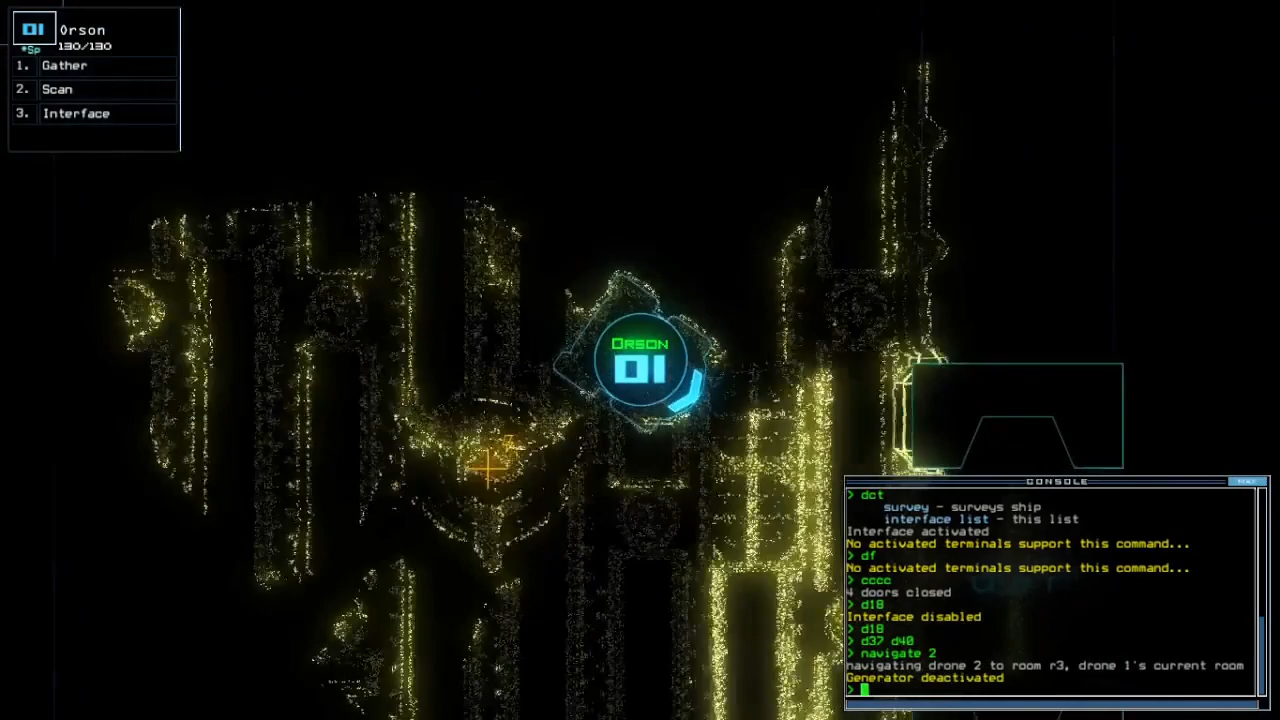 01 Orson
*Sp 130/130
1. Gather
2. Scan
3. Interface
Orson
01
CONSOLE
> dct
survey - surveys ship
interface list - this list
Interface activated
No activated terminals support this command...
> df
No activated terminals support this command...
> cccc
4 doors closed
> d18
Interface disabled
> d18
> d37 d40
> navigate 2
navigating drone 2 to room r3, drone 1's current room
Generator deactivated
>